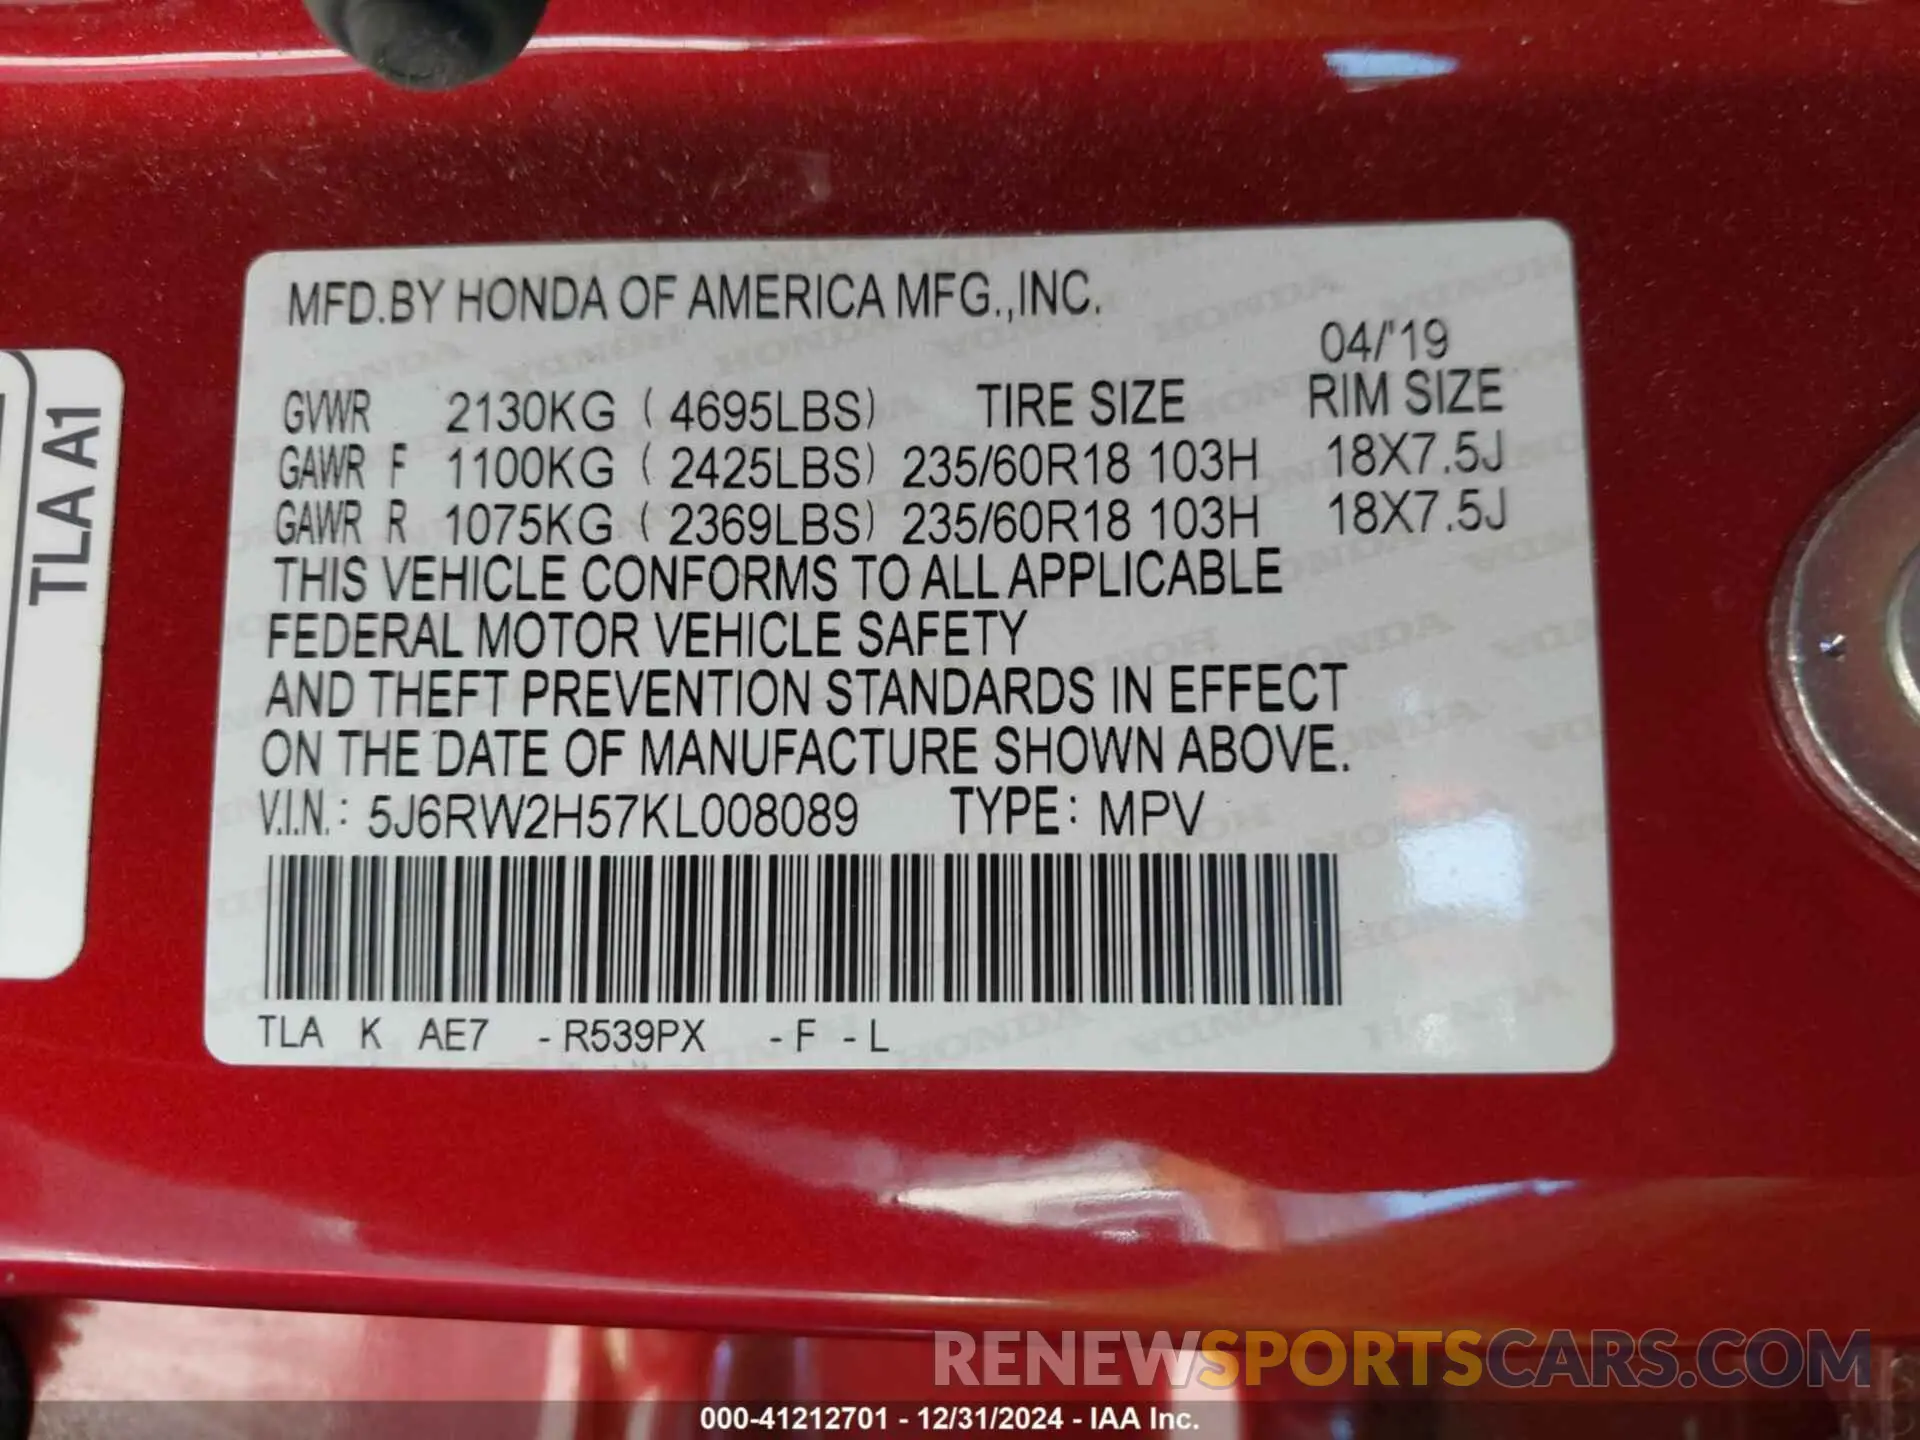 MFD.BY HONDA OF AMERICA MFG.,INC.
04/'19
GVWR 2130KG ( 4695LBS) TIRE SIZE RIM SIZE
GAWR F 1100KG ( 2425LBS) 235/60R18 103H 18X7.5J
GAWR R 1075KG ( 2369LBS) 235/60R18 103H 18X7.5J
THIS VEHICLE CONFORMS TO ALL APPLICABLE
FEDERAL MOTOR VEHICLE SAFETY
AND THEFT PREVENTION STANDARDS IN EFFECT
ON THE DATE OF MANUFACTURE SHOWN ABOVE.
V.I.N.: 5J6RW2H57KL008089 TYPE: MPV
TLA K AE7 -R539PX -F -L
TLA A1
RENEWSPORTSCARS.COM
000-41212701 - 12/31/2024 - IAA Inc.